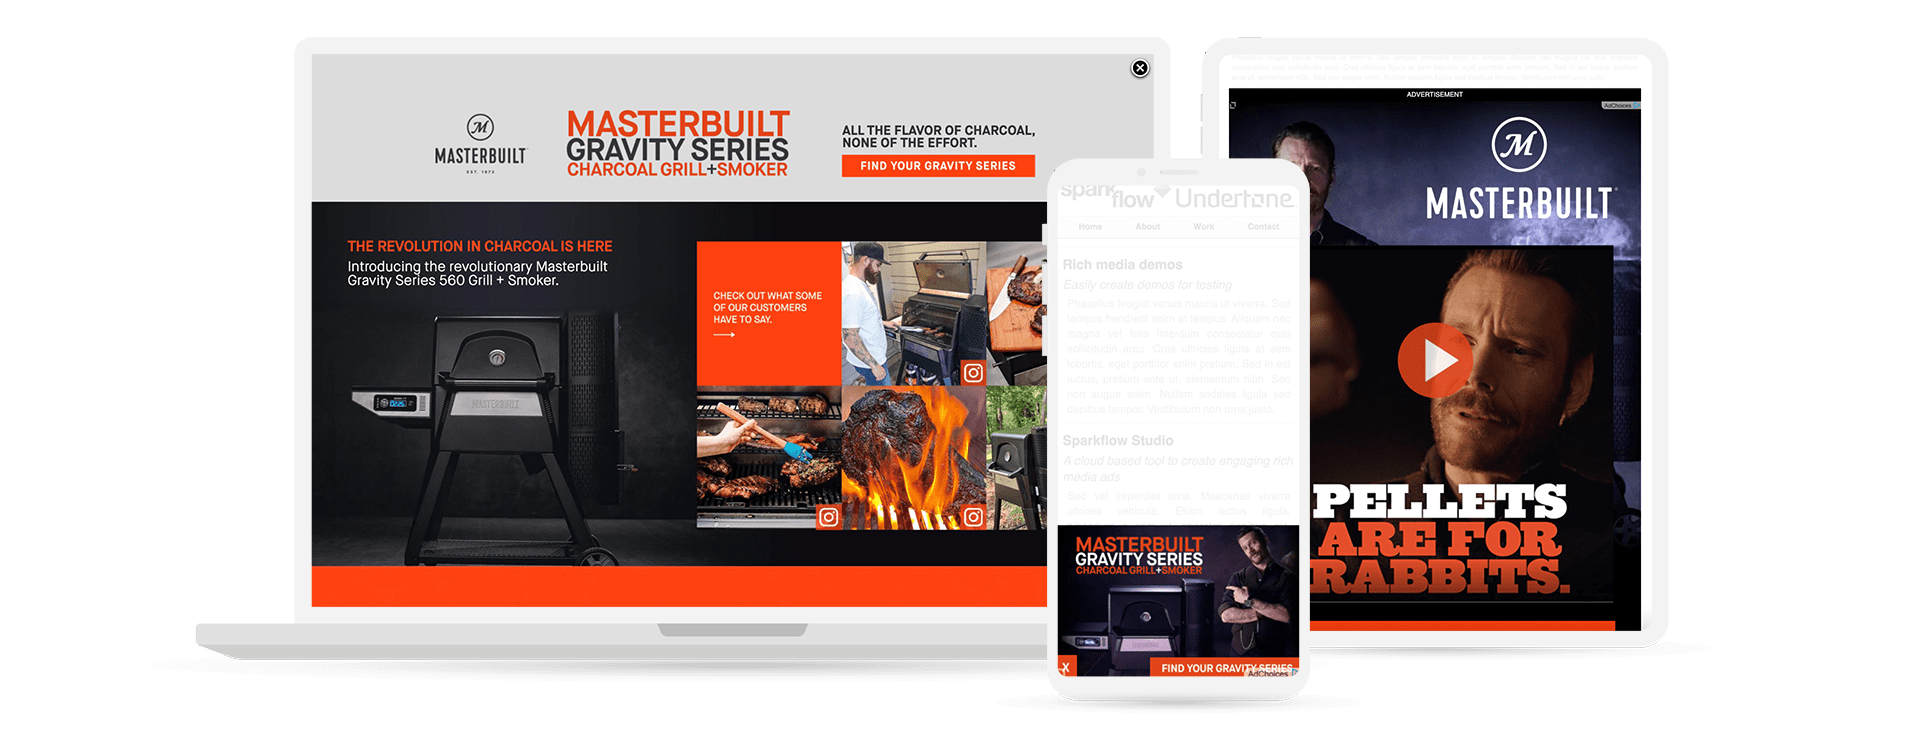 MASTERBUILT
EST. 1973
MASTERBUILT
GRAVITY SERIES
CHARCOAL GRILL+SMOKER
ALL THE FLAVOR OF CHARCOAL,
NONE OF THE EFFORT.
FIND YOUR GRAVITY SERIES
THE REVOLUTION IN CHARCOAL IS HERE
Introducing the revolutionary Masterbuilt
Gravity Series 560 Grill + Smoker.
MASTERBUILT
CHECK OUT WHAT SOME
OF OUR CUSTOMERS
HAVE TO SAY.
spark
flow Undertone
Home About Work Contact
Rich media demos
Easily create demos for testing
Phasellus feugiat varius mauris ut viverra. Sed
tempus hendrerit enim et tempus. Aliquam nec
magna vel felis interdum consectetur quis
sollicitudin arcu. Cras ultricies ligula at sem
lobortis, eget porttitor enim pretium. Sed in est
luctus, pretium ante ut, elementum nibh. Sed
non augue enim. Nullam sodales ligula sed
dapibus tempor. Vestibulum non urna justo.
Sparkflow Studio
A cloud based tool to create engaging rich
media ads
Sed vel imperdiet urna. Maecenas viverra
ultrices vehicula. Etiam lectus ligula,
MASTERBUILT
GRAVITY SERIES
CHARCOAL GRILL+SMOKER
X
FIND YOUR GRAVITY SERIES
AdChoices
ADVERTISEMENT
AdChoices
M
MASTERBUILT
PELLETS
ARE FOR
RABBITS.